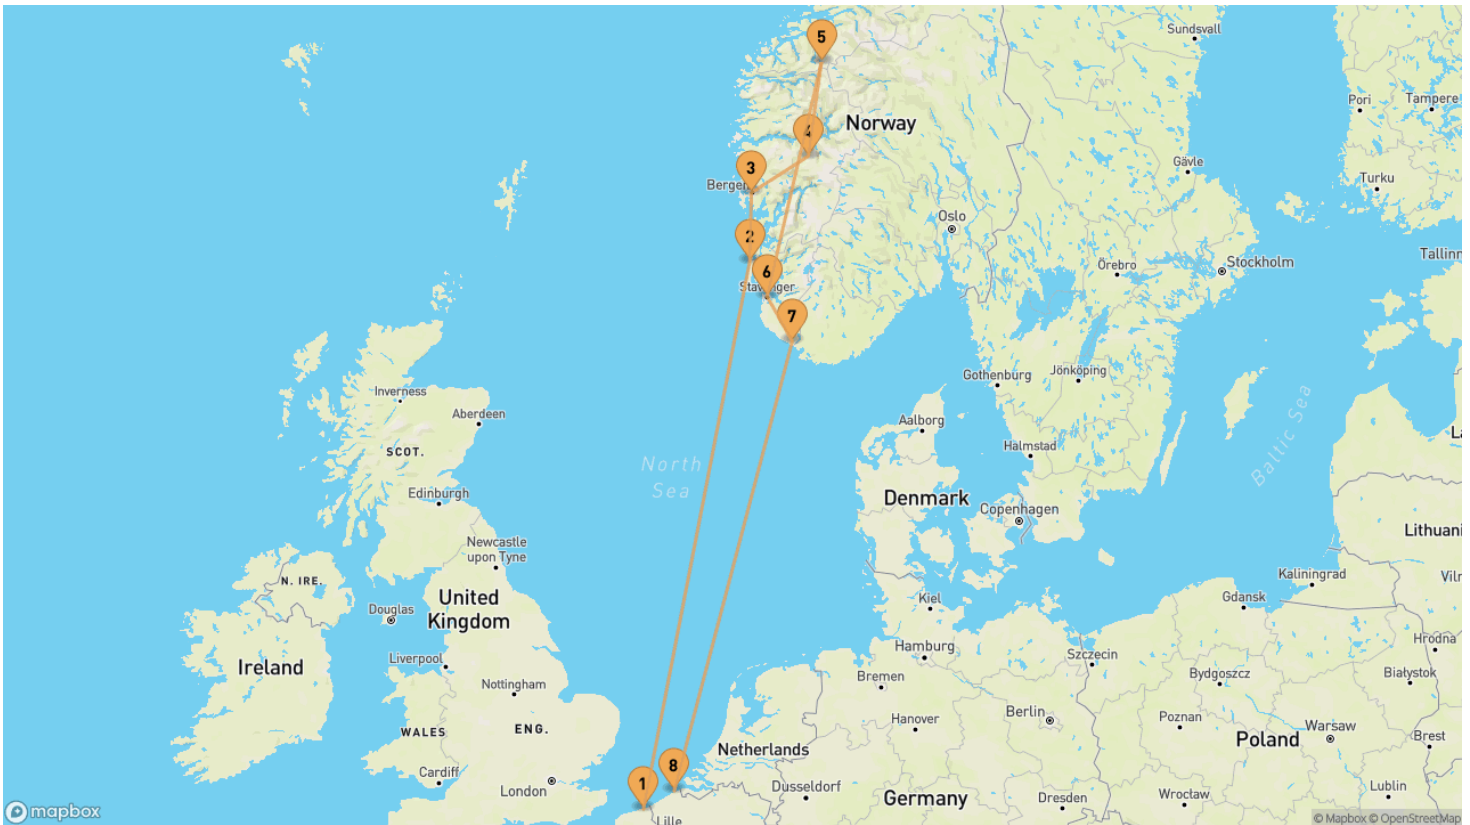 5
Sundsvall
Pori
Tampere
Norway
4
3
Bergen
Gävle
Turku
Oslo
2
Tallinn
Stockholm
Örebro
6
Stavanger
7
Gothenburg
Jönköping
Inverness
Aberdeen
Aalborg
SCOT.
Halmstad
North
Sea
Baltic Sea
Edinburgh
Denmark
Copenhagen
Lithuani
Newcastle
upon Tyne
N. IRE.
Kaliningrad
Viln
United
Kingdom
Douglas
Kiel
Gdansk
Hrodna
Ireland
Liverpool
Hamburg
Szczecin
Nottingham
Bremen
Bydgoszcz
Białystok
WALES
ENG.
Hanover
Berlin
Poznan
Warsaw
Brest
Netherlands
Poland
Cardiff
London
1
8
Dusseldorf
Germany
Dresden
Wrocław
Lublin
Lille
mapbox
© Mapbox © OpenStreetMap